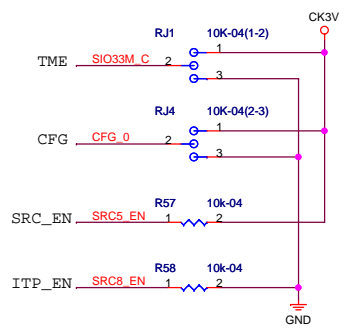 CK3V
RJ1 10K-04(1-2)
1
TME SIO33M_C 2
3
RJ4 10K-04(2-3)
1
CFG CFG_0 2
3
R57 10k-04
SRC_EN SRC5_EN 1 2
R58 10k-04
ITP_EN SRC8_EN 1 2
GND